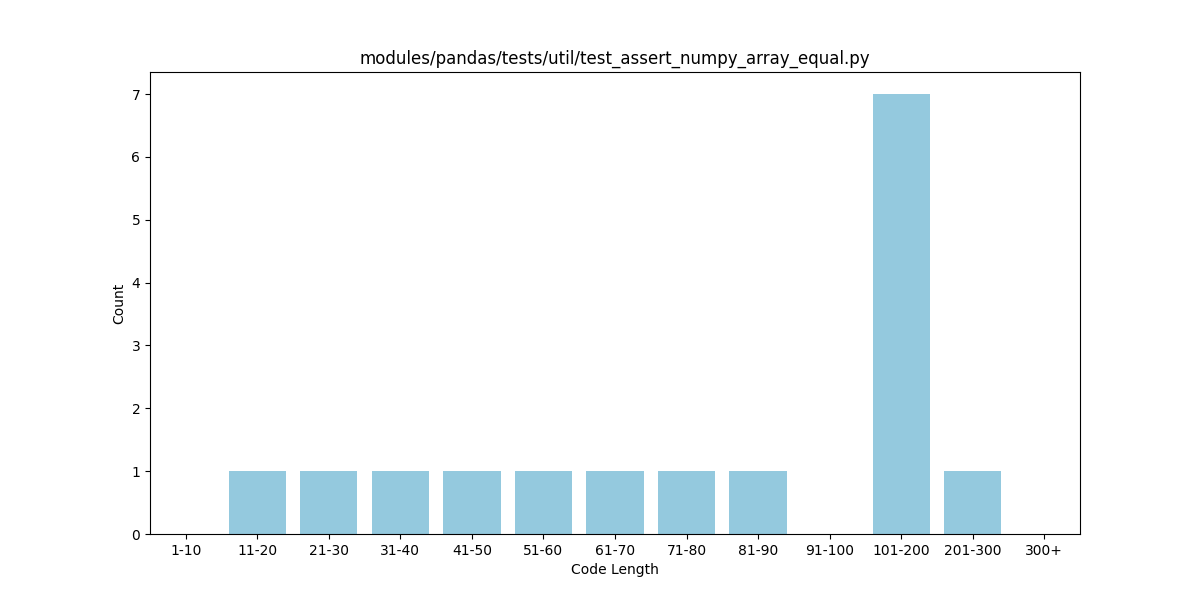 modules/pandas/tests/util/test_assert_numpy_array_equal.py
7
6
5
4
3
2
1
0
Count
1-10 11-20 21-30 31-40 41-50 51-60 61-70 71-80 81-90 91-100 101-200 201-300 300+
Code Length